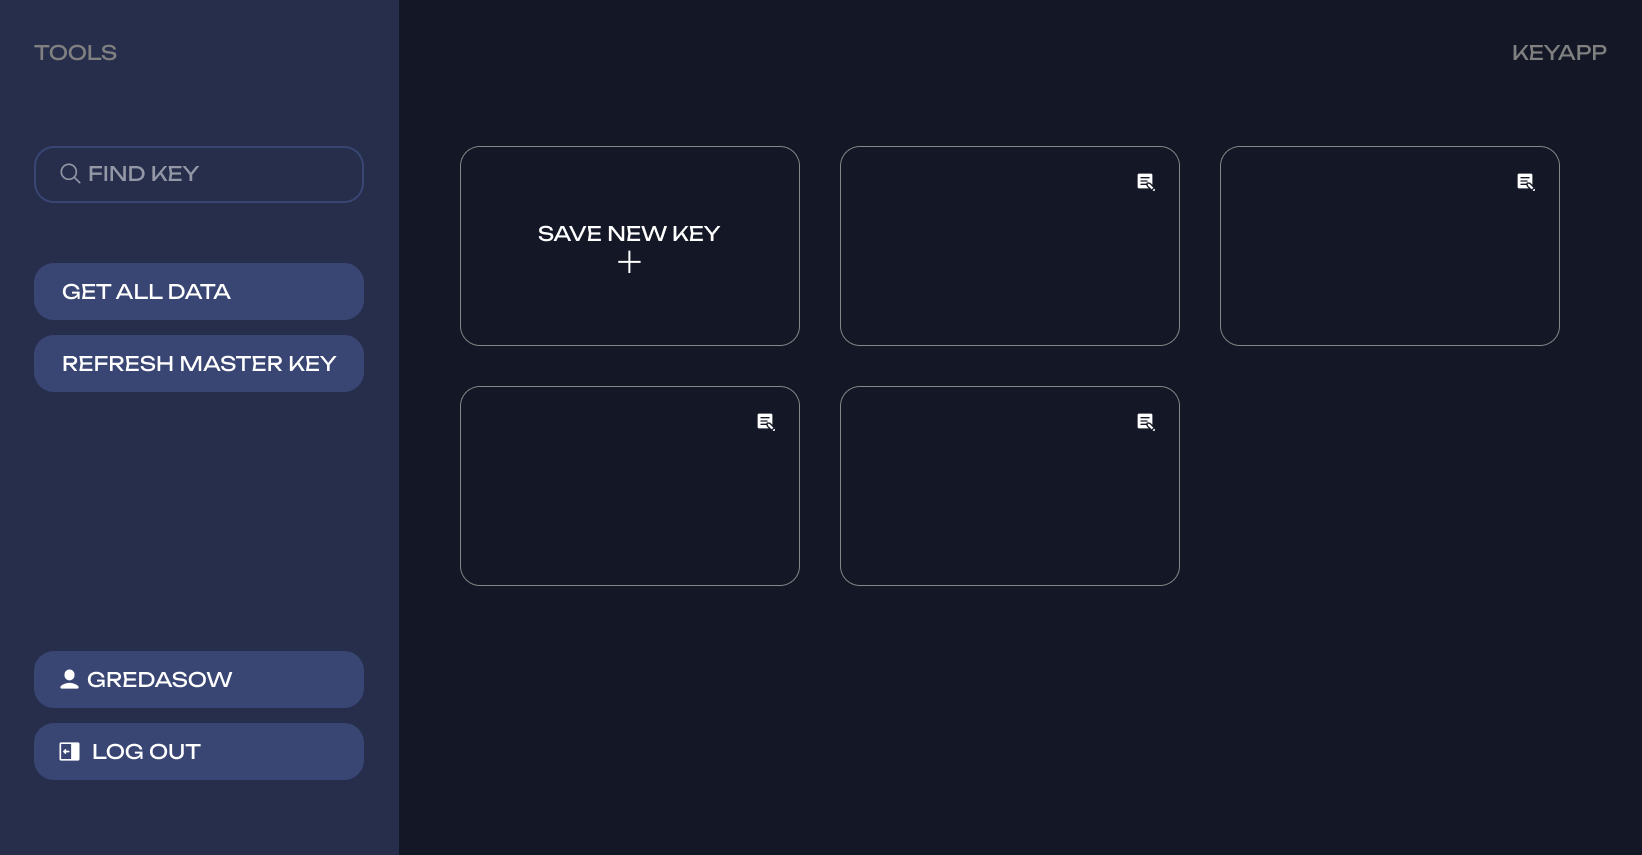 TOOLS
KEYAPP
FIND KEY
GET ALL DATA
REFRESH MASTER KEY
GREDASOW
LOG OUT
SAVE NEW KEY